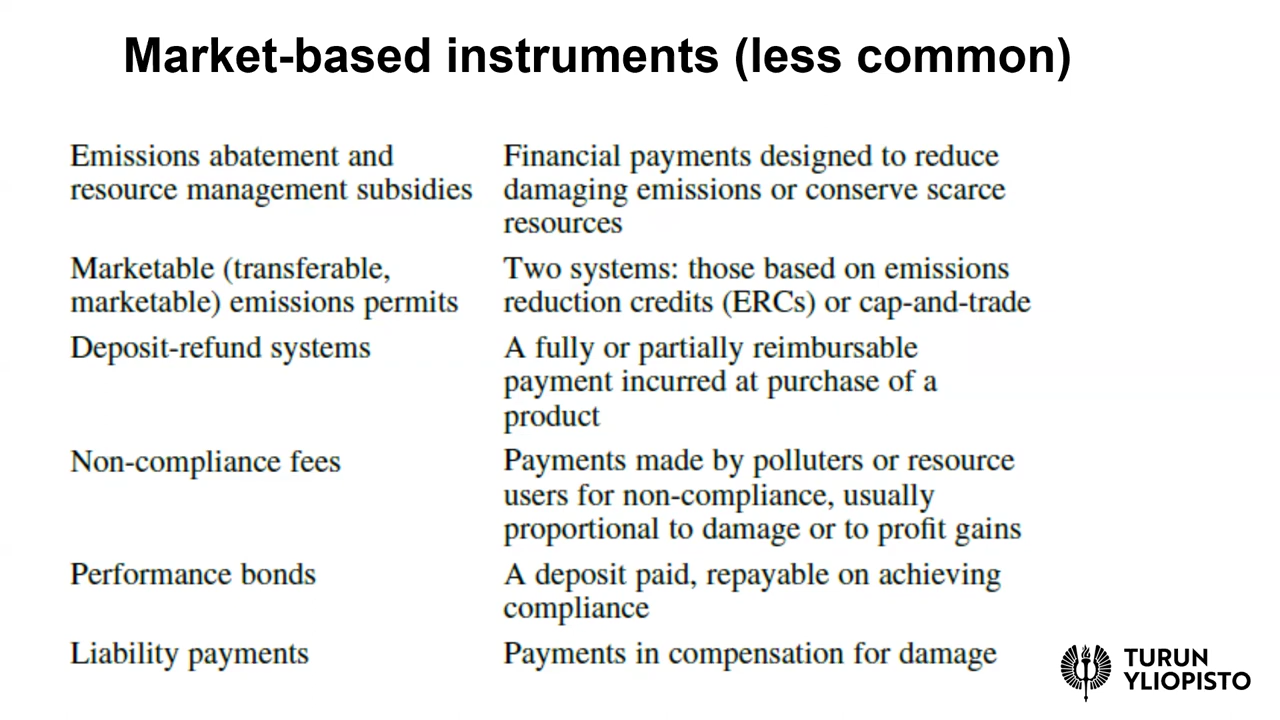 Market-based instruments (less common)
Emissions abatement and
resource management subsidies
Financial payments designed to reduce
damaging emissions or conserve scarce
resources
Marketable (transferable,
marketable) emissions permits
Two systems: those based on emissions
reduction credits (ERCs) or cap-and-trade
Deposit-refund systems
A fully or partially reimbursable
payment incurred at purchase of a
product
Non-compliance fees
Payments made by polluters or resource
users for non-compliance, usually
proportional to damage or to profit gains
Performance bonds
A deposit paid, repayable on achieving
compliance
Liability payments
Payments in compensation for damage
TURUN
YLIOPISTO